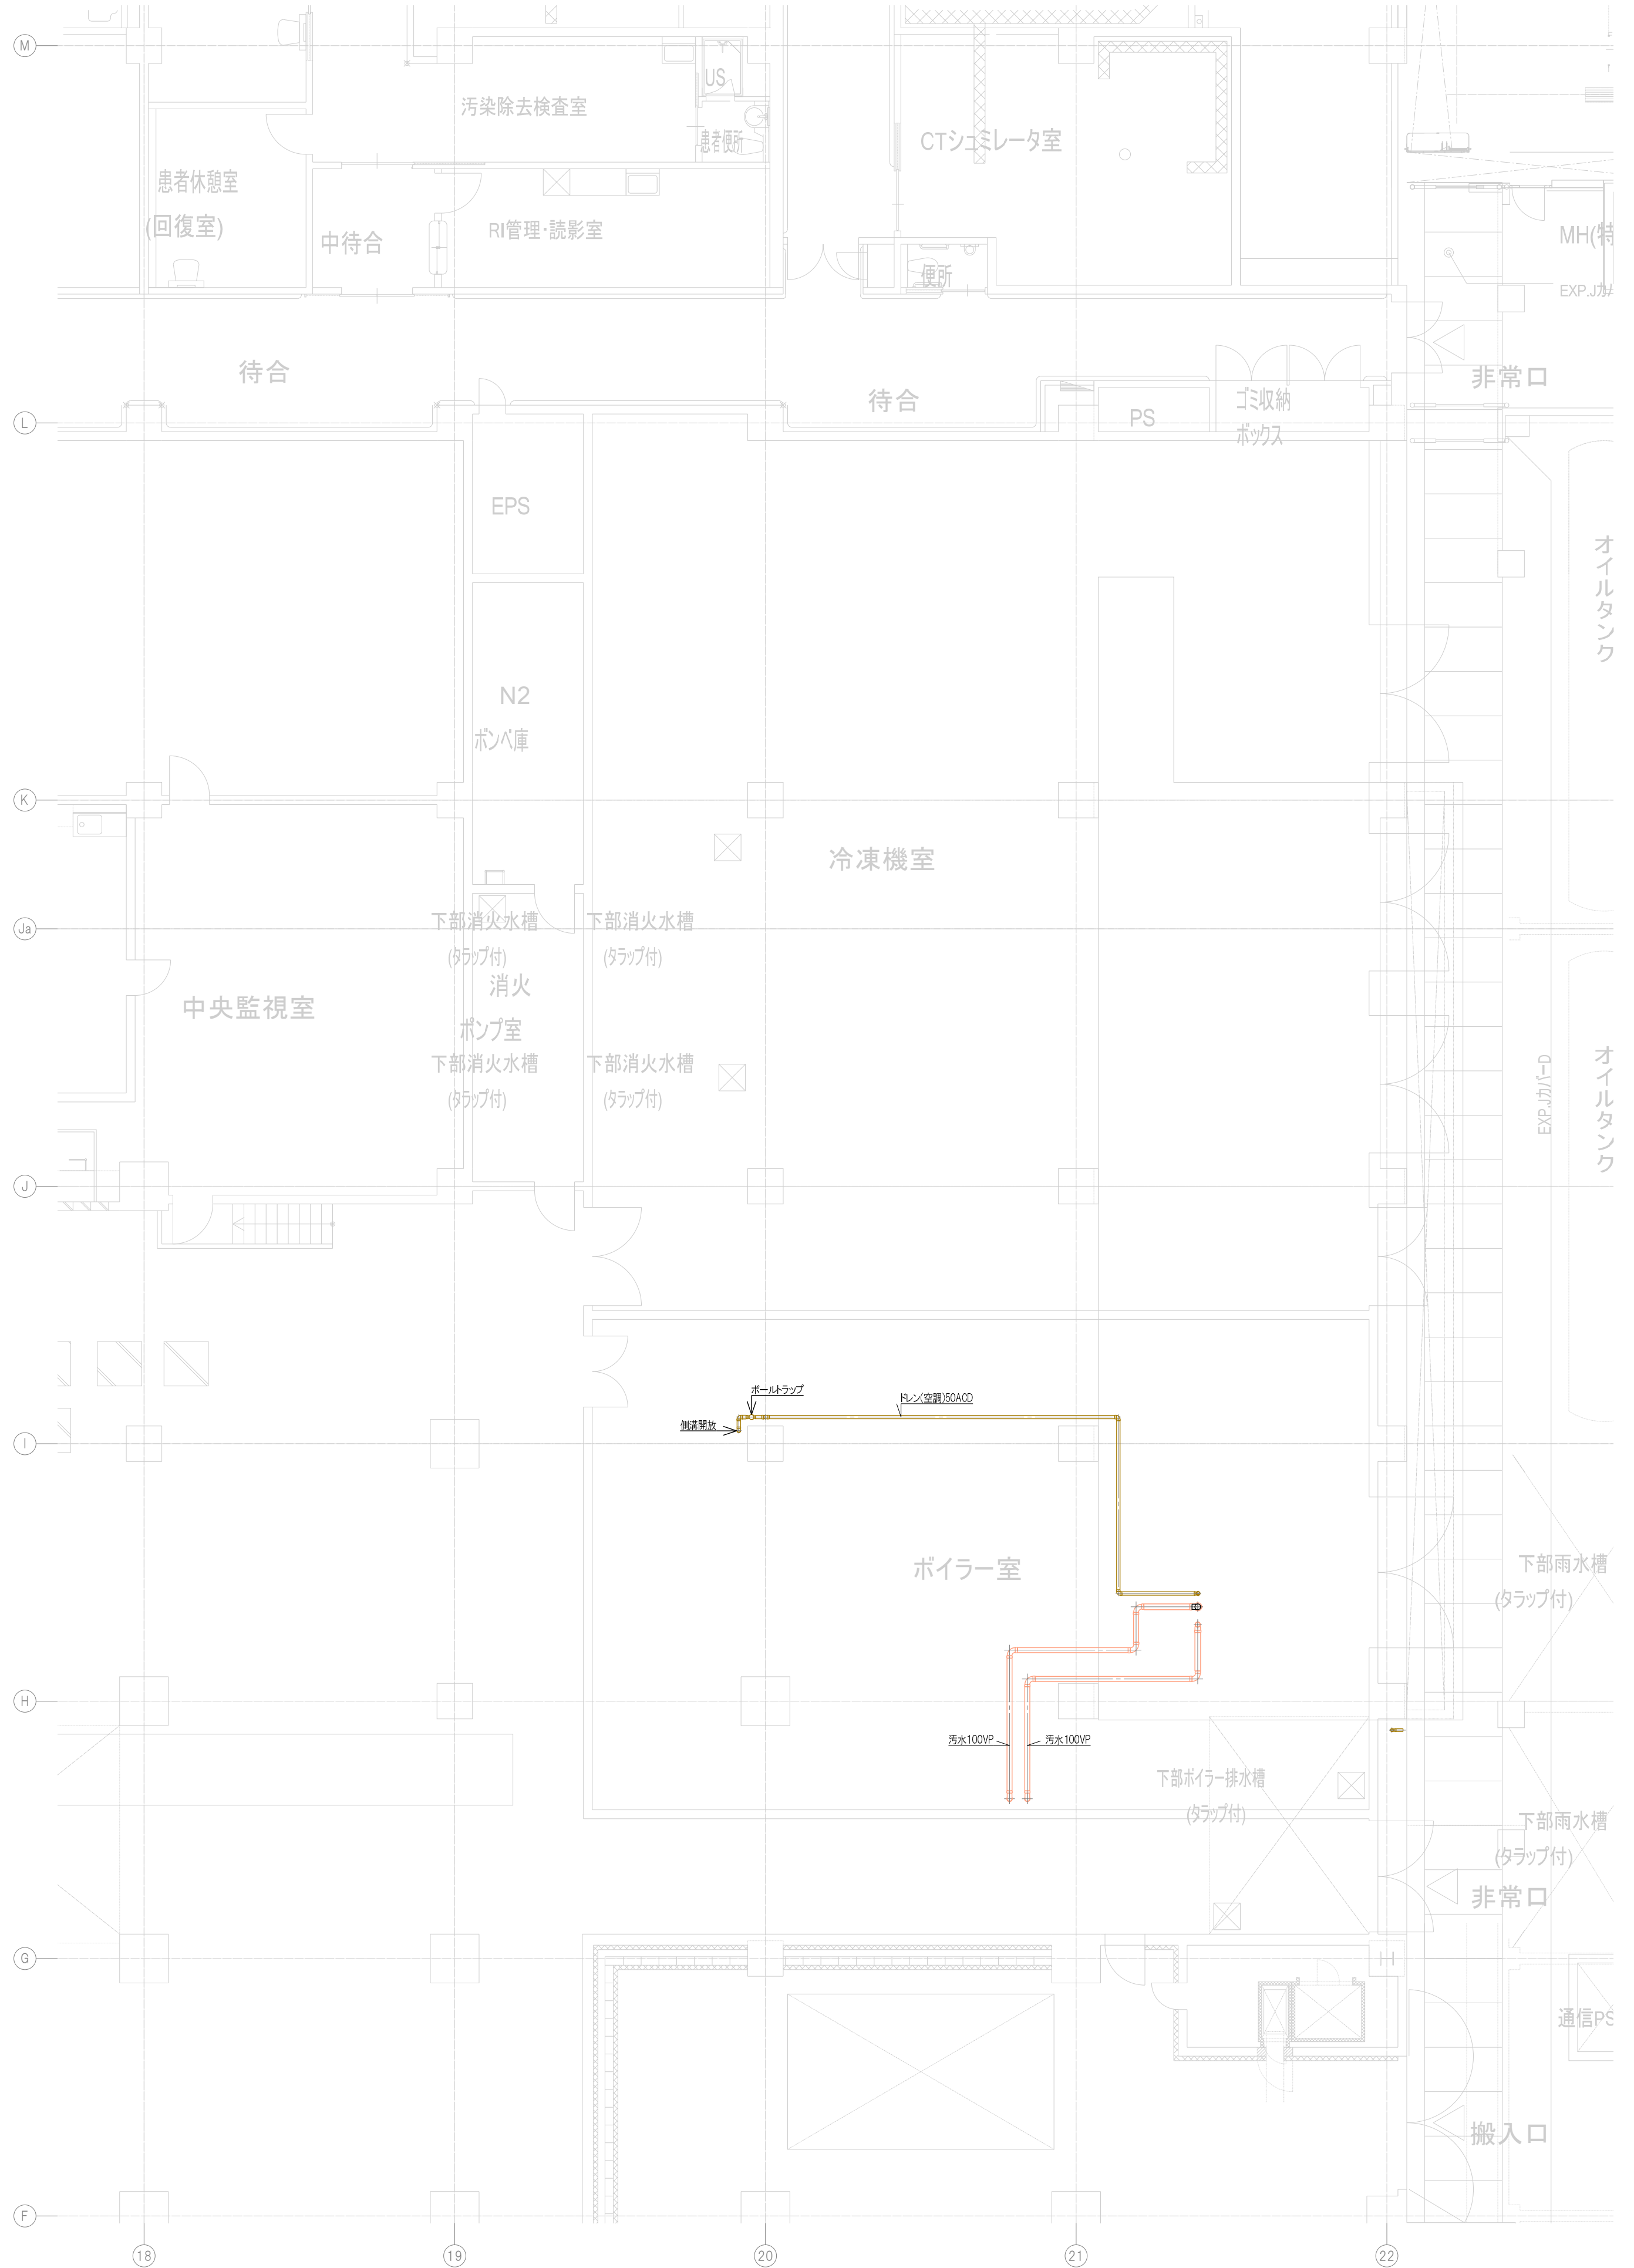 M
US
汚染除去検査室
患者便所
CTシュミレータ室
患者休憩室
(回復室)
中待合
RI管理・読影室
便所
MH(特
EXP.Jカバ
待合
待合
非常口
ゴミ収納
ボックス
PS
L
EPS
オイルタンク
N2
ボンベ庫
K
冷凍機室
下部消火水槽
(タラップ付)
下部消火水槽
(タラップ付)
Ja
消火
ポンプ室
中央監視室
下部消火水槽
(タラップ付)
下部消火水槽
(タラップ付)
EXP.JカバーD
オイルタンク
J
ボールトラップ
ドレン(空調)50ACD
側溝開放
I
ボイラー室
下部雨水槽
(タラップ付)
H
汚水100VP
汚水100VP
下部ボイラー排水槽
(タラップ付)
下部雨水槽
(タラップ付)
非常口
G
通信PS
搬入口
F
18
19
20
21
22